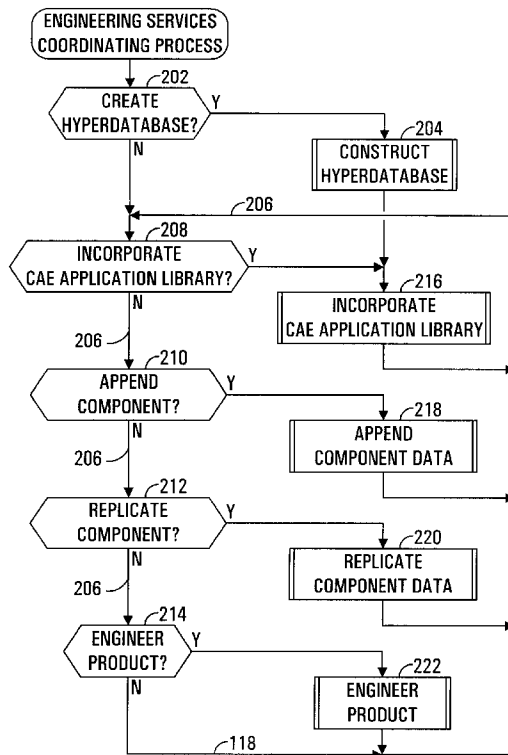 ENGINEERING SERVICES
COORDINATING PROCESS
202
CREATE
HYPERDATABASE?
Y
N
204
CONSTRUCT
HYPERDATABASE
206
208
INCORPORATE
CAE APPLICATION LIBRARY?
Y
N
216
INCORPORATE
CAE APPLICATION LIBRARY
206
210
APPEND
COMPONENT?
Y
N
218
APPEND
COMPONENT DATA
206
212
REPLICATE
COMPONENT?
Y
N
220
REPLICATE
COMPONENT DATA
206
214
ENGINEER
PRODUCT?
Y
N
222
ENGINEER
PRODUCT
118